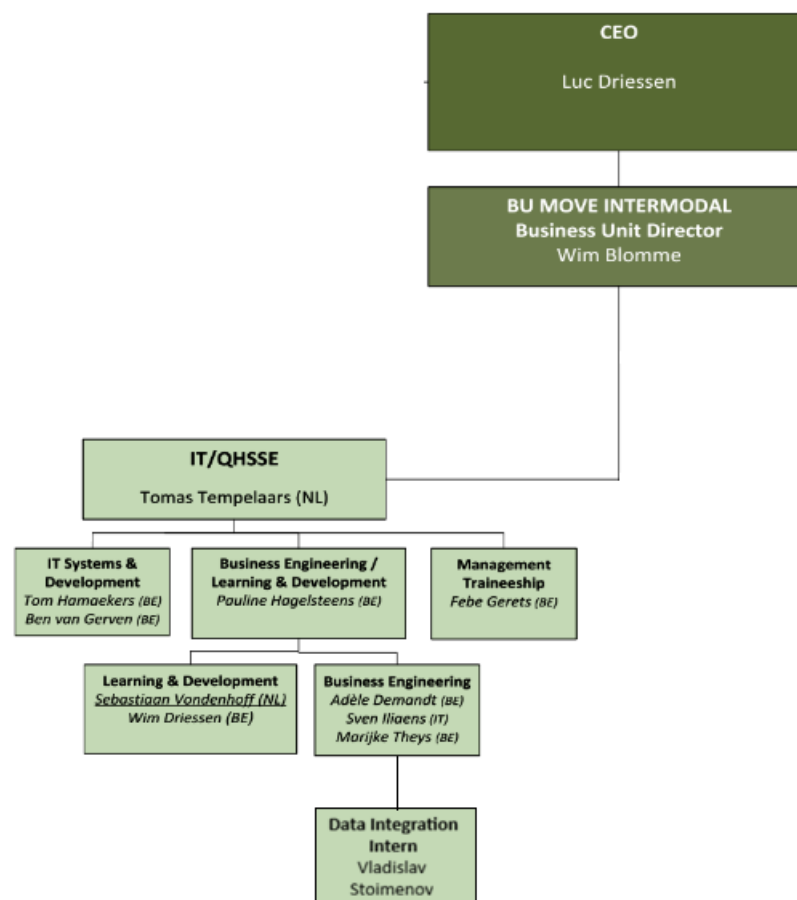 CEO
Luc Driessen
BU MOVE INTERMODAL
Business Unit Director
Wim Blomme
IT/QHSSE
Tomas Tempelaars (NL)
IT Systems &
Development
Tom Hamaekers (BE)
Ben van Gerven (BE)
Business Engineering /
Learning & Development
Pauline Hagelsteens (BE)
Management
Traineeship
Febe Gerets (BE)
Learning & Development
Sebastiaan Vondenhoff (NL)
Wim Driessen (BE)
Business Engineering
Adèle Demandt (BE)
Sven Iliaens (IT)
Marijke Theys (BE)
Data Integration
Intern
Vladislav
Stoimenov